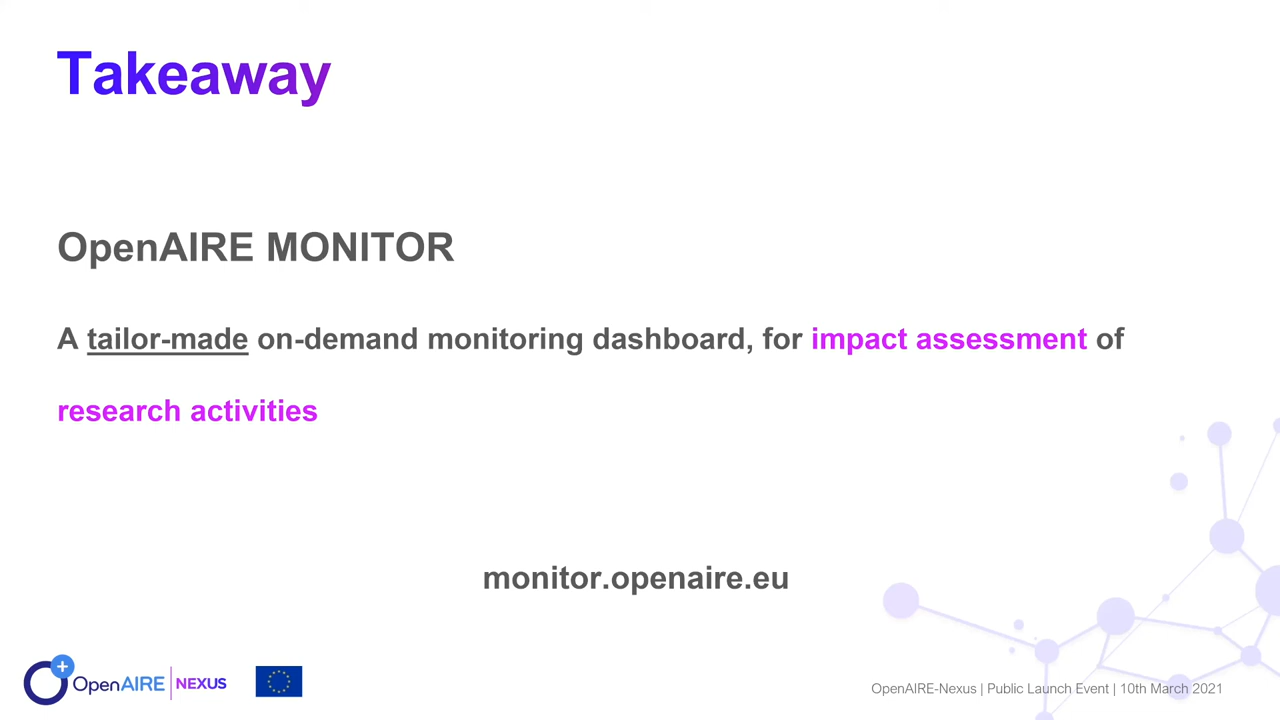 Takeaway
OpenAIRE MONITOR
A tailor-made on-demand monitoring dashboard, for impact assessment of
research activities
monitor.openaire.eu
OpenAIRE | NEXUS
OpenAIRE-Nexus | Public Launch Event | 10th March 2021